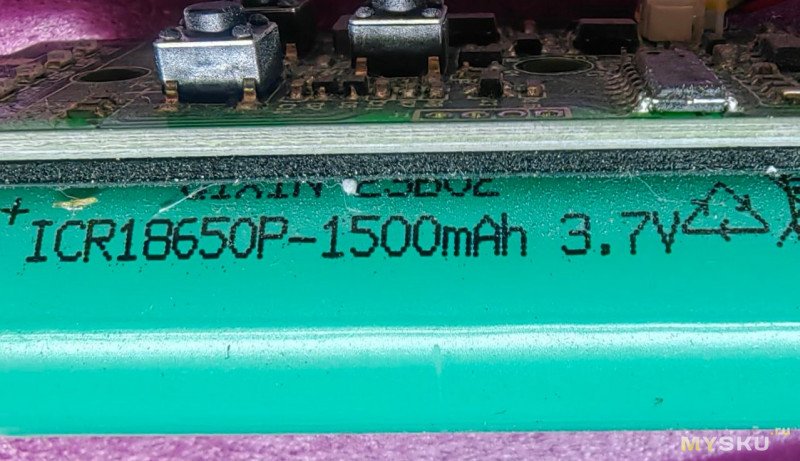 + ICR18650P-1500mAh 3.7V
MYSKU